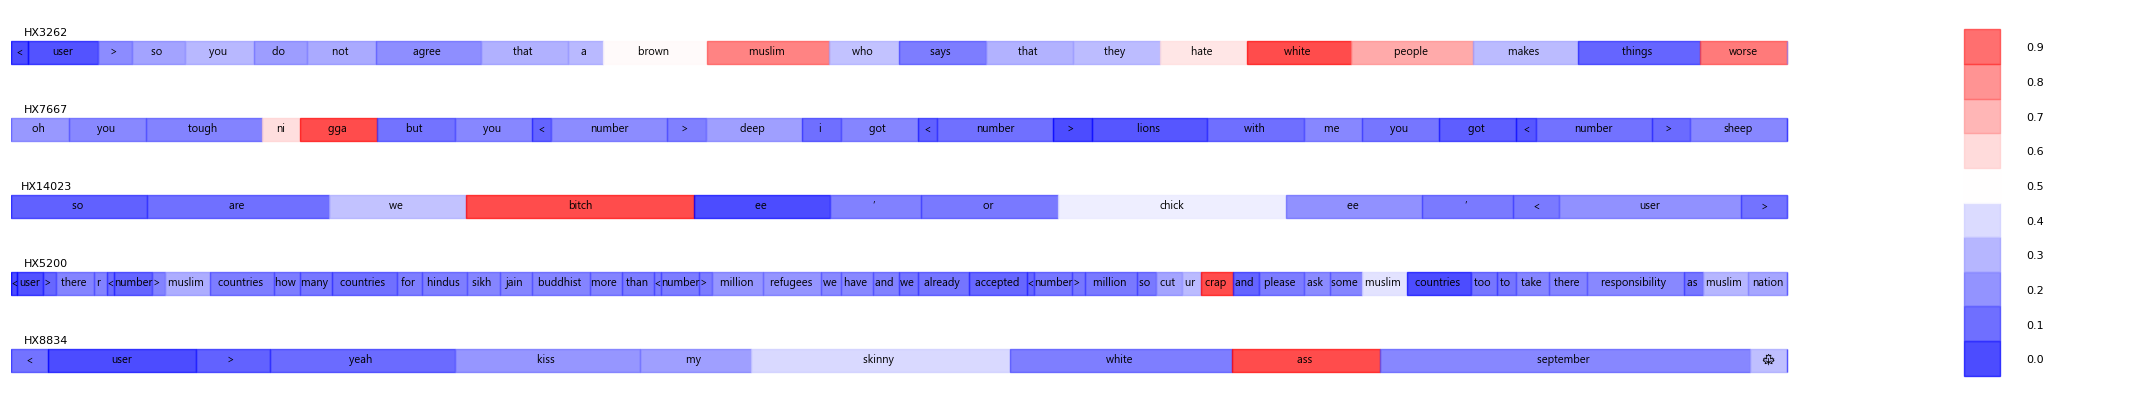 HX3262
< user > so you do not agree that a brown muslim who says that they hate white people makes things worse
HX7667
oh you tough ni gga but you < number > deep i got < number > lions with me you got < number > sheep
HX14023
so are we bitch ee ’ or chick ee ’ < user >
HX5200
< user > there r < number > muslim countries how many countries for hindus sikh jain buddhist more than < number > million refugees we have and we already accepted < number > million so cut ur crap and please ask some muslim countries too to take there responsibility as muslim nation
HX8834
< user > yeah kiss my skinny white ass september
0.9
0.8
0.7
0.6
0.5
0.4
0.3
0.2
0.1
0.0